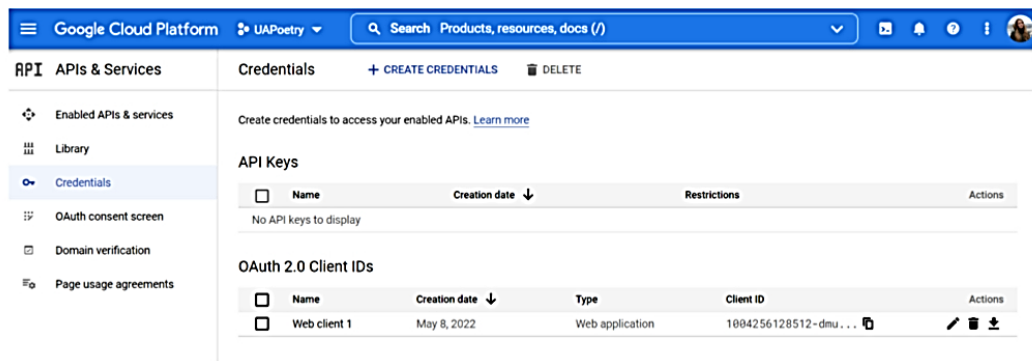 Google Cloud Platform UAPoetry Search Products, resources, docs (/)
API APIs & Services
Credentials + CREATE CREDENTIALS DELETE
Enabled APIs & services
Library
Credentials
OAuth consent screen
Domain verification
Page usage agreements
Create credentials to access your enabled APIs. Learn more
API Keys
Name Creation date Restrictions Actions
No API keys to display
OAuth 2.0 Client IDs
Name Creation date Type Client ID Actions
Web client 1 May 8, 2022 Web application 1004256128512-dmu...